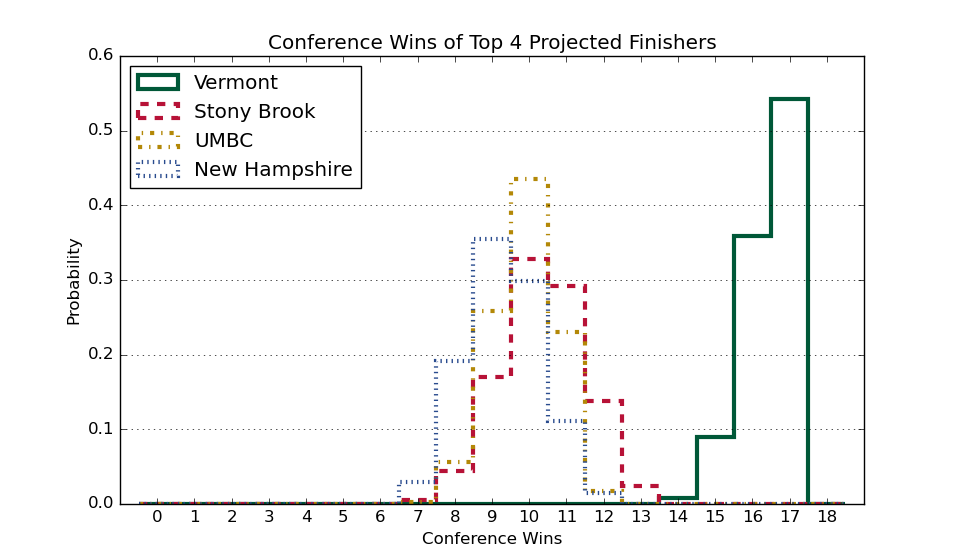 Conference Wins of Top 4 Projected Finishers
0.6
Vermont
Stony Brook
UMBC
New Hampshire
0.5
0.4
0.3
0.2
0.1
0.0
Probability
0 1 2 3 4 5 6 7 8 9 10 11 12 13 14 15 16 17 18
Conference Wins